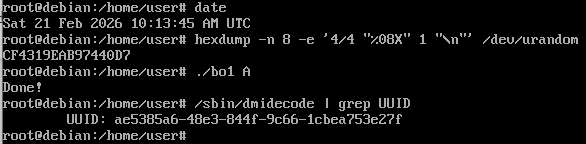 root@debian:/home/user# date
Sat 21 Feb 2026 10:13:45 AM UTC
root@debian:/home/user# hexdump -n 8 -e '4/4 "%08X" 1 "\n"' /dev/urandom
CF4319EAB97440D7
root@debian:/home/user# ./bo1 A
Done!
root@debian:/home/user# /sbin/dmidecode | grep UUID
        UUID: ae5385a6-48e3-844f-9c66-1cbea753e27f
root@debian:/home/user#